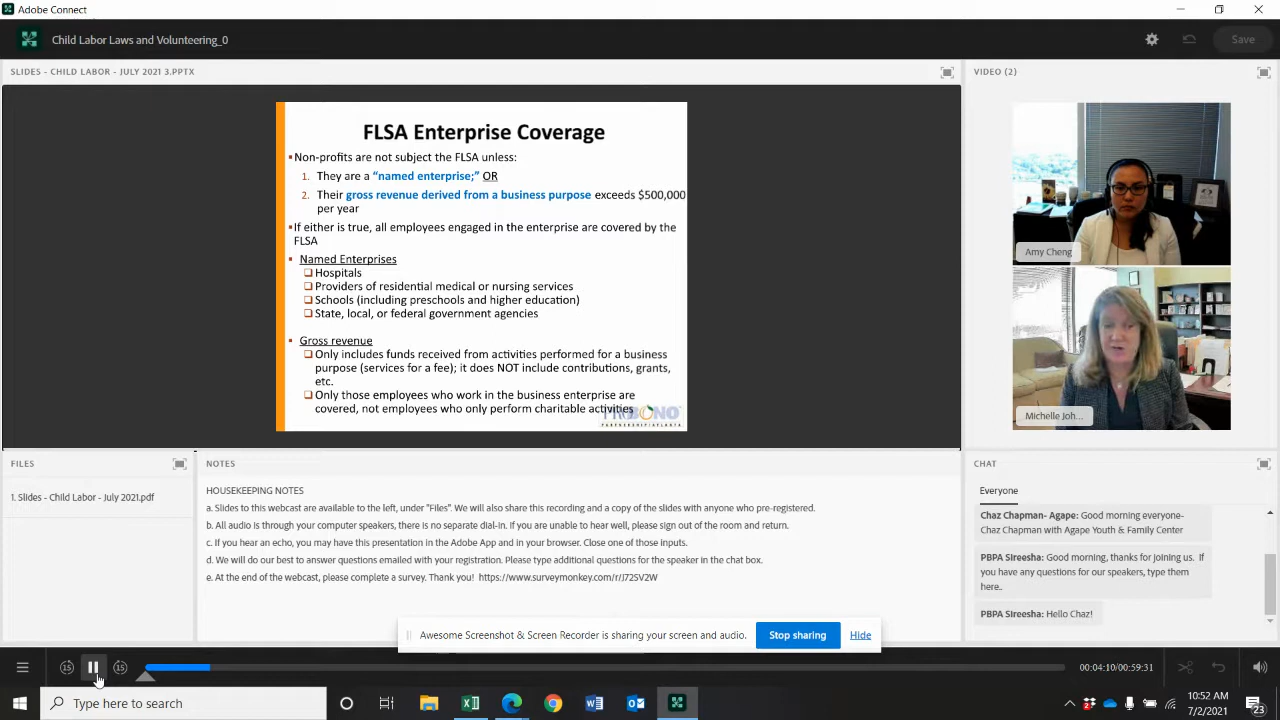 Adobe Connect
Child Labor Laws and Volunteering_0
Save
SLIDES - CHILD LABOR - JULY 2021 3.PPTX
FLSA Enterprise Coverage
▪Non-profits are not subject the FLSA unless:
1. They are a “named enterprise;” OR
2. Their gross revenue derived from a business purpose exceeds $500,000
per year
▪If either is true, all employees engaged in the enterprise are covered by the
FLSA
▪ Named Enterprises
❑ Hospitals
❑ Providers of residential medical or nursing services
❑ Schools (including preschools and higher education)
❑ State, local, or federal government agencies
▪ Gross revenue
❑ Only includes funds received from activities performed for a business
purpose (services for a fee); it does NOT include contributions, grants,
etc.
❑ Only those employees who work in the business enterprise are
covered, not employees who only perform charitable activities
PROBONO
PARTNERSHIP/ATLANTA
VIDEO (2)
Amy Cheng
Michelle Joh...
FILES
1. Slides - Child Labor - July 2021.pdf
NOTES
HOUSEKEEPING NOTES
a. Slides to this webcast are available to the left, under "Files". We will also share this recording and a copy of the slides with anyone who pre-registered.
b. All audio is through your computer speakers, there is no separate dial-in. If you are unable to hear well, please sign out of the room and return.
c. If you hear an echo, you may have this presentation in the Adobe App and in your browser. Close one of those inputs.
d. We will do our best to answer questions emailed with your registration. Please type additional questions for the speaker in the chat box.
e. At the end of the webcast, please complete a survey. Thank you! https://www.surveymonkey.com/r/J72SV2W
CHAT
Everyone
Chaz Chapman- Agape: Good morning everyone-
Chaz Chapman with Agape Youth & Family Center
PBPA SIreesha: Good morning, thanks for joining us. If
you have any questions for our speakers, type them
here..
PBPA SIreesha: Hello Chaz!
Awesome Screenshot & Screen Recorder is sharing your screen and audio.
Stop sharing
Hide
15
15
00:04:10/00:59:31
Type here to search
10:52 AM
7/2/2021
23